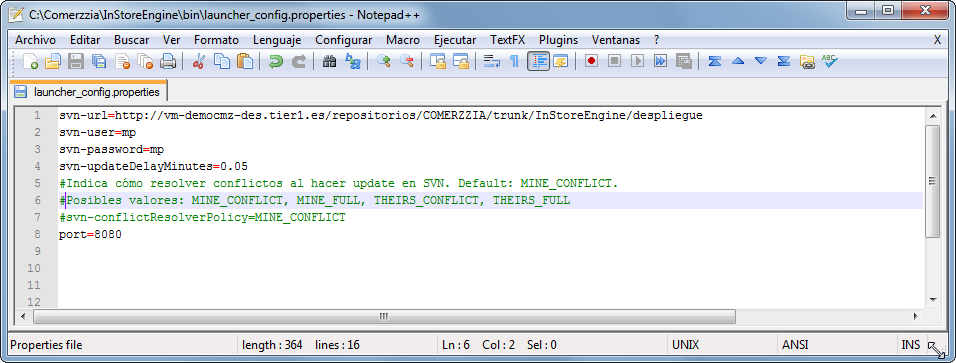 C:\Comerzzia\InStoreEngine\bin\launcher_config.properties - Notepad++
Archivo Editar Buscar Ver Formato Lenguaje Configurar Macro Ejecutar TextFX Plugins Ventanas ? X
launcher_config.properties
1 svn-url=http://vm-democmz-des.tier1.es/repositorios/COMERZZIA/trunk/InStoreEngine/despliegue
2 svn-user=mp
3 svn-password=mp
4 svn-updateDelayMinutes=0.05
5 #Indica cómo resolver conflictos al hacer update en SVN. Default: MINE_CONFLICT.
6 #Posibles valores: MINE_CONFLICT, MINE_FULL, THEIRS_CONFLICT, THEIRS_FULL
7 #svn-conflictResolverPolicy=MINE_CONFLICT
8 port=8080
9
10
11
12
Properties file length : 364 lines : 16 Ln : 6 Col : 2 Sel : 0 UNIX ANSI INS